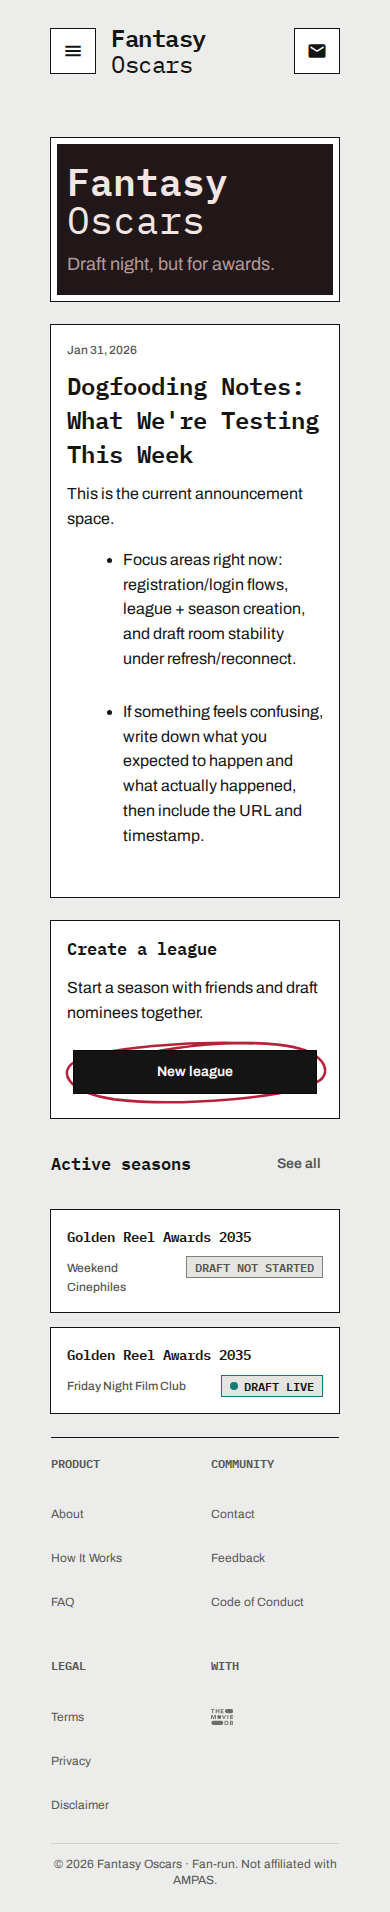 Fantasy
Oscars
Fantasy
Oscars
Draft night, but for awards.
Jan 31, 2026
Dogfooding Notes:
What We're Testing
This Week
This is the current announcement
space.
• Focus areas right now:
registration/login flows,
league + season creation,
and draft room stability
under refresh/reconnect.
• If something feels confusing,
write down what you
expected to happen and
what actually happened,
then include the URL and
timestamp.
Create a league
Start a season with friends and draft
nominees together.
New league
Active seasons
See all
Golden Reel Awards 2035
Weekend
Cinephiles
DRAFT NOT STARTED
Golden Reel Awards 2035
Friday Night Film Club
DRAFT LIVE
PRODUCT
About
How It Works
FAQ
COMMUNITY
Contact
Feedback
Code of Conduct
LEGAL
Terms
Privacy
Disclaimer
WITH
THE
MOVIE
DB
© 2026 Fantasy Oscars · Fan-run. Not affiliated with
AMPAS.